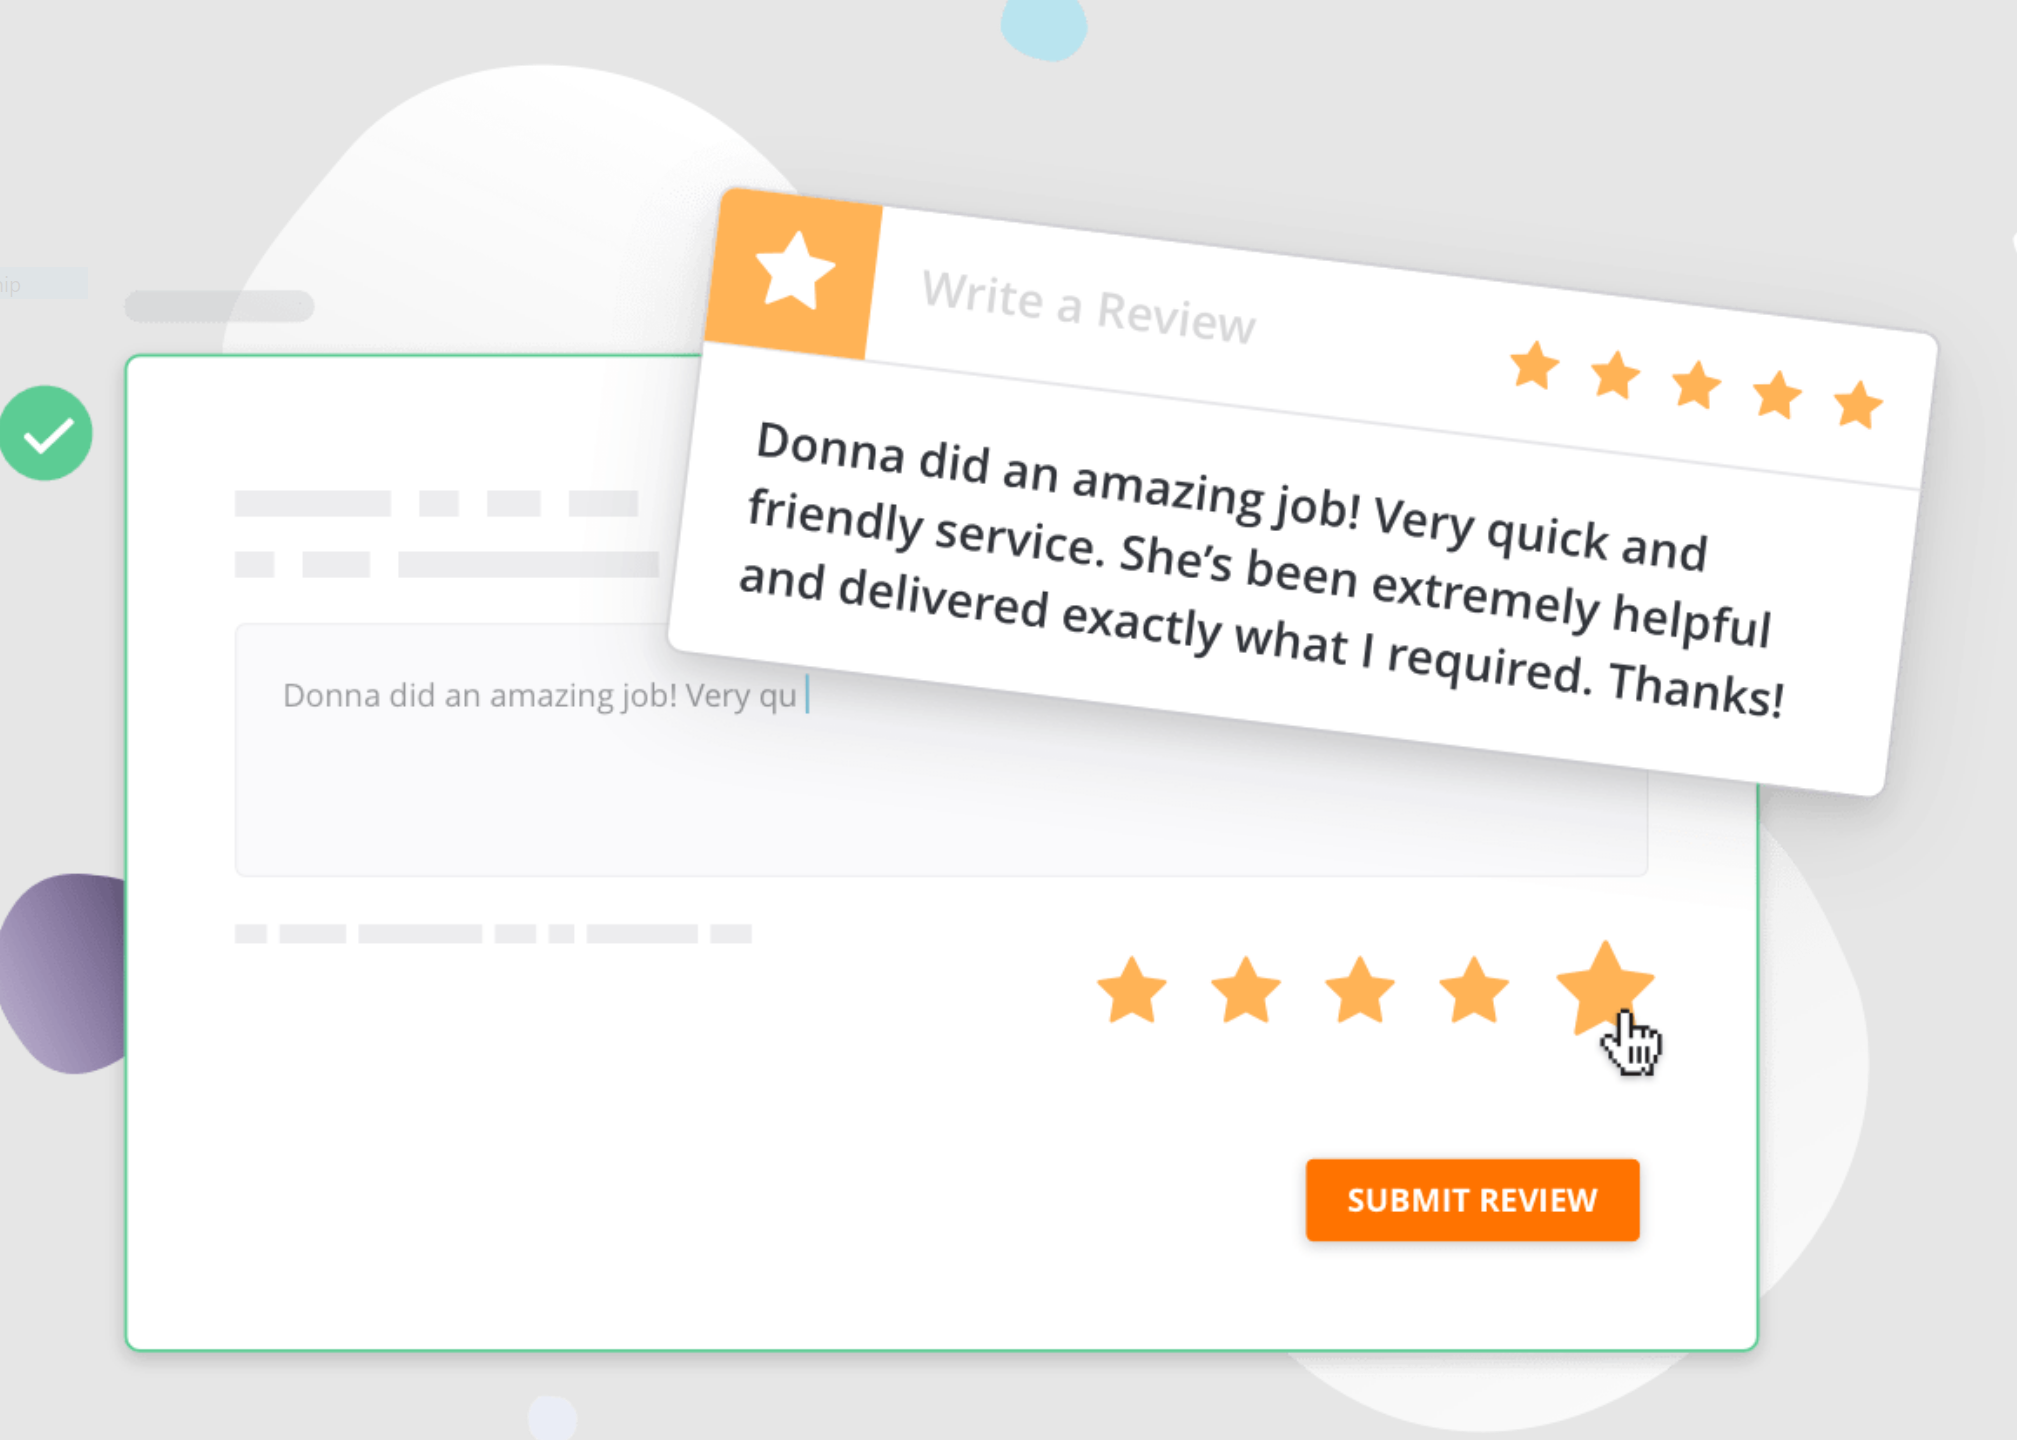 ip
Write a Review
Donna did an amazing job! Very quick and
friendly service. She’s been extremely helpful
and delivered exactly what I required. Thanks!
Donna did an amazing job! Very qu
SUBMIT REVIEW